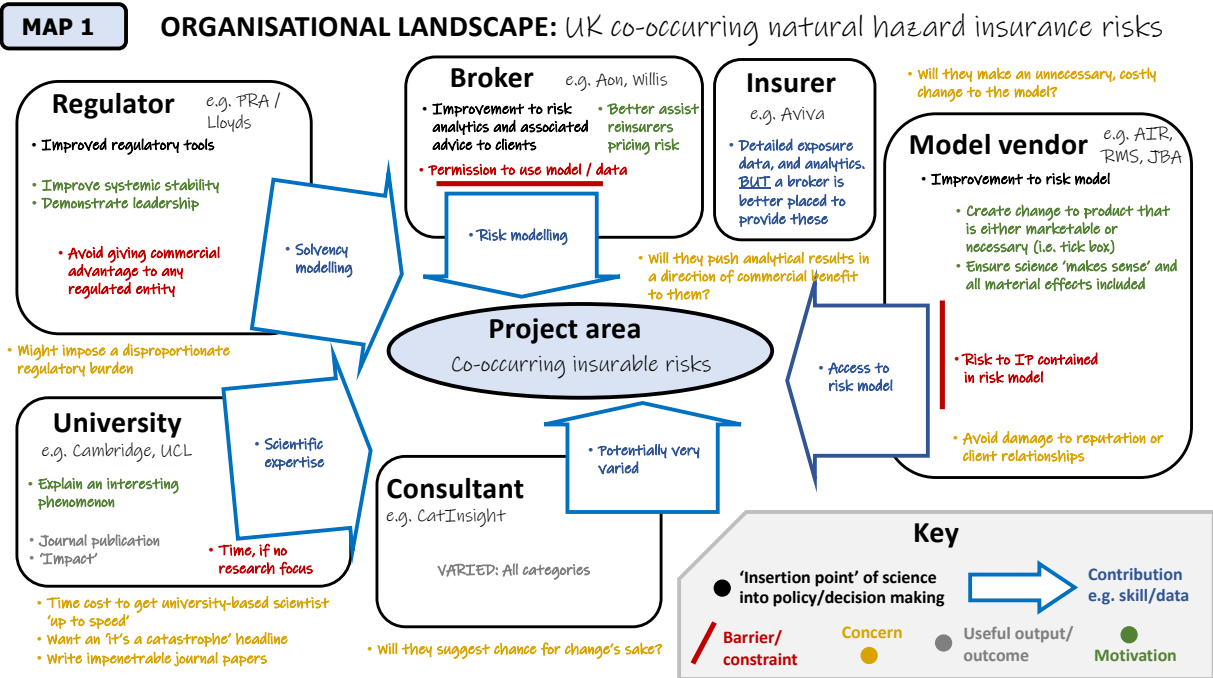 MAP 1
ORGANISATIONAL LANDSCAPE: UK co-occurring natural hazard insurance risks
Regulator
e.g. PRA /
Lloyds
• Improved regulatory tools
• Improve systemic stability
• Demonstrate leadership
• Avoid giving commercial
advantage to any
regulated entity
• Solvency
modelling
• Might impose a disproportionate
regulatory burden
Broker
e.g. Aon, Willis
• Improvement to risk
analytics and associated
advice to clients
• Better assist
reinsurers
pricing risk
• Permission to use model / data
• Risk modelling
• Will they push analytical results in
a direction of commercial benefit
to them?
Insurer
e.g. Aviva
• Detailed exposure
data, and analytics.
BUT a broker is
better placed to
provide these
• Will they make an unnecessary, costly
change to the model?
Model vendor
e.g. AIR,
RMS, JBA
• Improvement to risk model
• Create change to product that
is either marketable or
necessary (i.e. tick box)
• Ensure science 'makes sense' and
all material effects included
• Risk to IP contained
in risk model
• Avoid damage to reputation or
client relationships
• Access to
risk model
Project area
Co-occurring insurable risks
University
e.g. Cambridge, UCL
• Explain an interesting
phenomenon
• Journal publication
• 'Impact'
• Time, if no
research focus
• Scientific
expertise
• Time cost to get university-based scientist
'up to speed'
• Want an 'it's a catastrophe' headline
• Write impenetrable journal papers
Consultant
e.g. CatInsight
VARIED: All categories
• Potentially very
varied
• Will they suggest chance for change's sake?
Key
'Insertion point' of science
into policy/decision making
Contribution
e.g. skill/data
Barrier/
constraint
Concern
Useful output/
outcome
Motivation